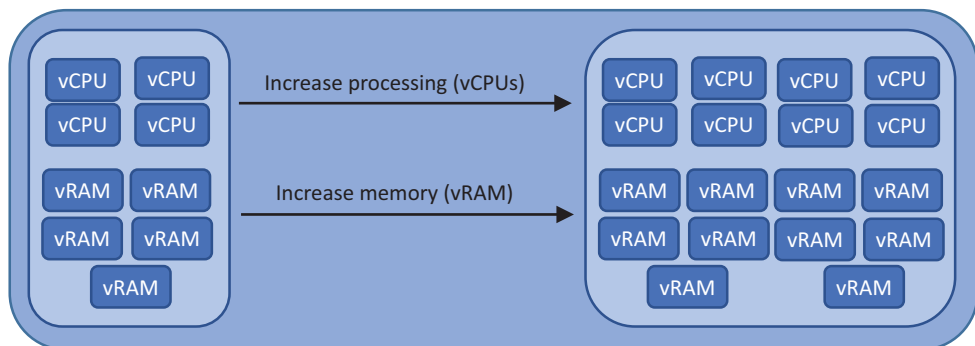 vCPU vCPU
vCPU vCPU
vRAM vRAM
vRAM vRAM
vRAM
Increase processing (vCPUs)
Increase memory (vRAM)
vCPU vCPU vCPU vCPU
vCPU vCPU vCPU vCPU
vRAM vRAM vRAM vRAM
vRAM vRAM vRAM vRAM
vRAM vRAM